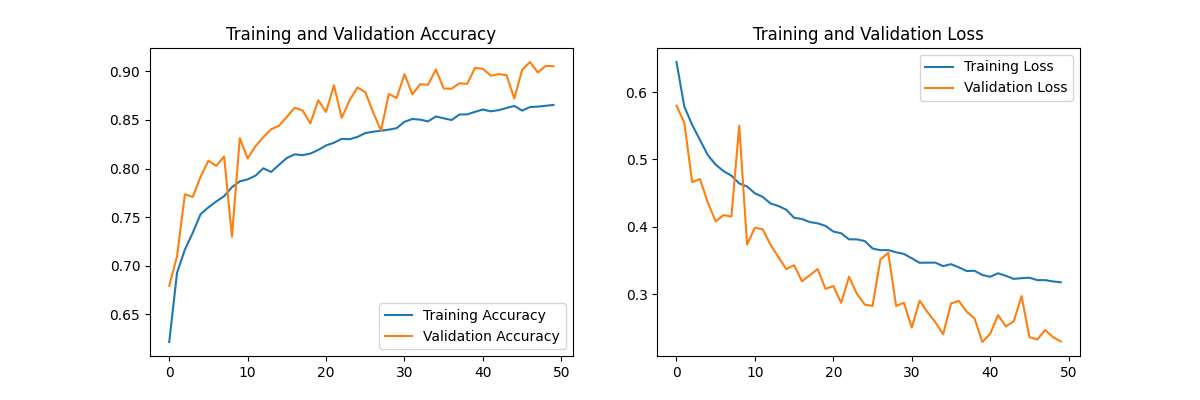 Training and Validation Accuracy
0.90
0.85
0.80
0.75
0.70
0.65
0 10 20 30 40 50
Training Accuracy
Validation Accuracy
Training and Validation Loss
0.6
0.5
0.4
0.3
0 10 20 30 40 50
Training Loss
Validation Loss